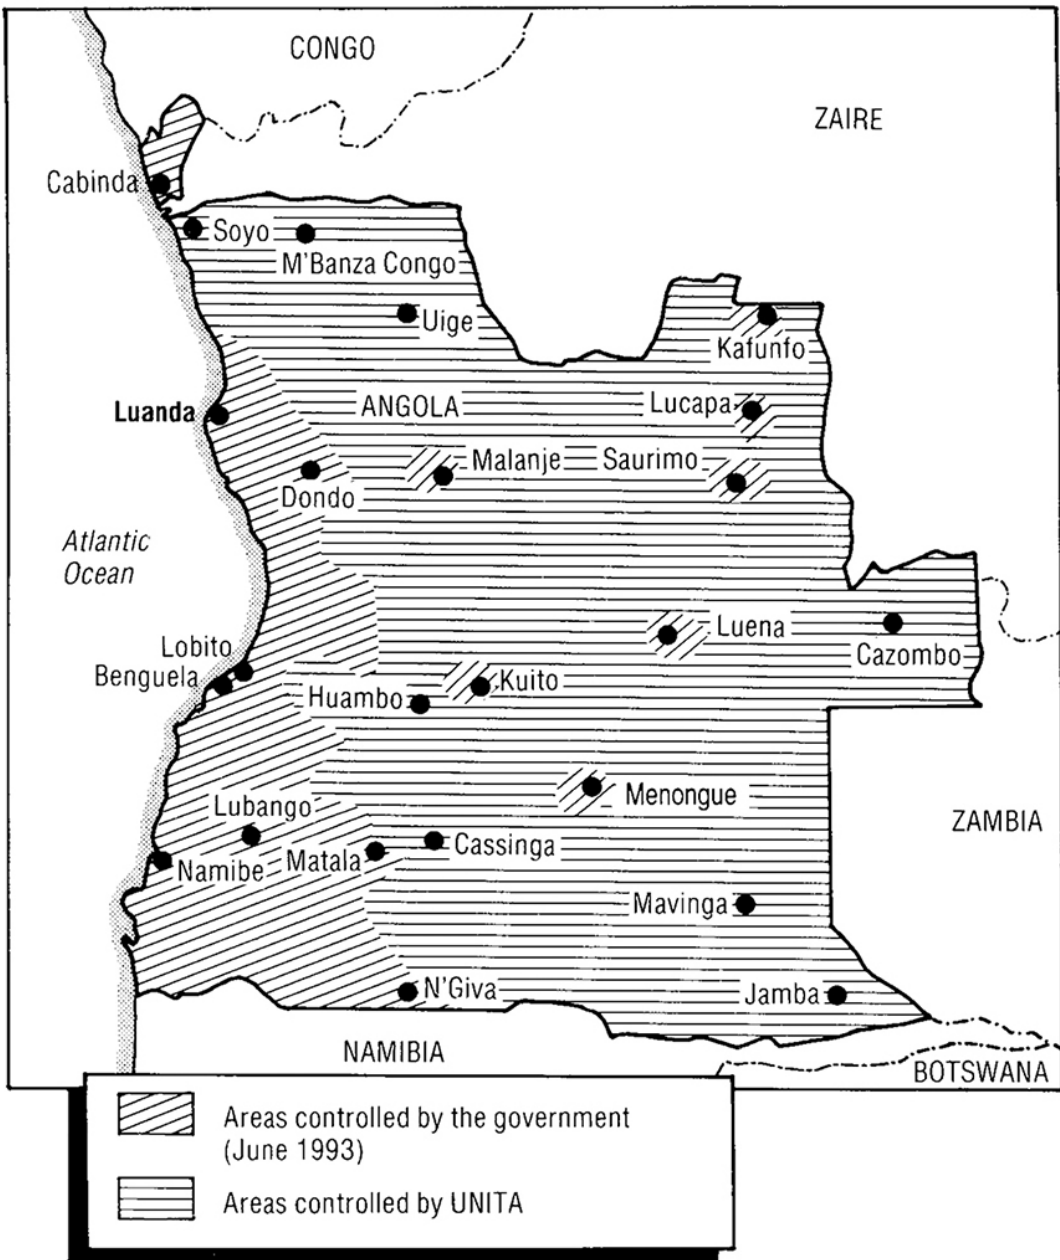 CONGO
ZAIRE
Cabinda
Soyo
M'Banza Congo
Uige
Kafunfo
Luanda
ANGOLA
Lucapa
Malanje
Saurimo
Dondo
Atlantic
Ocean
Luena
Lobito
Cazombo
Benguela
Kuito
Huambo
Menongue
Lubango
ZAMBIA
Cassinga
Matala
Namibe
Mavinga
N'Giva
Jamba
NAMIBIA
BOTSWANA
Areas controlled by the government
(June 1993)
Areas controlled by UNITA